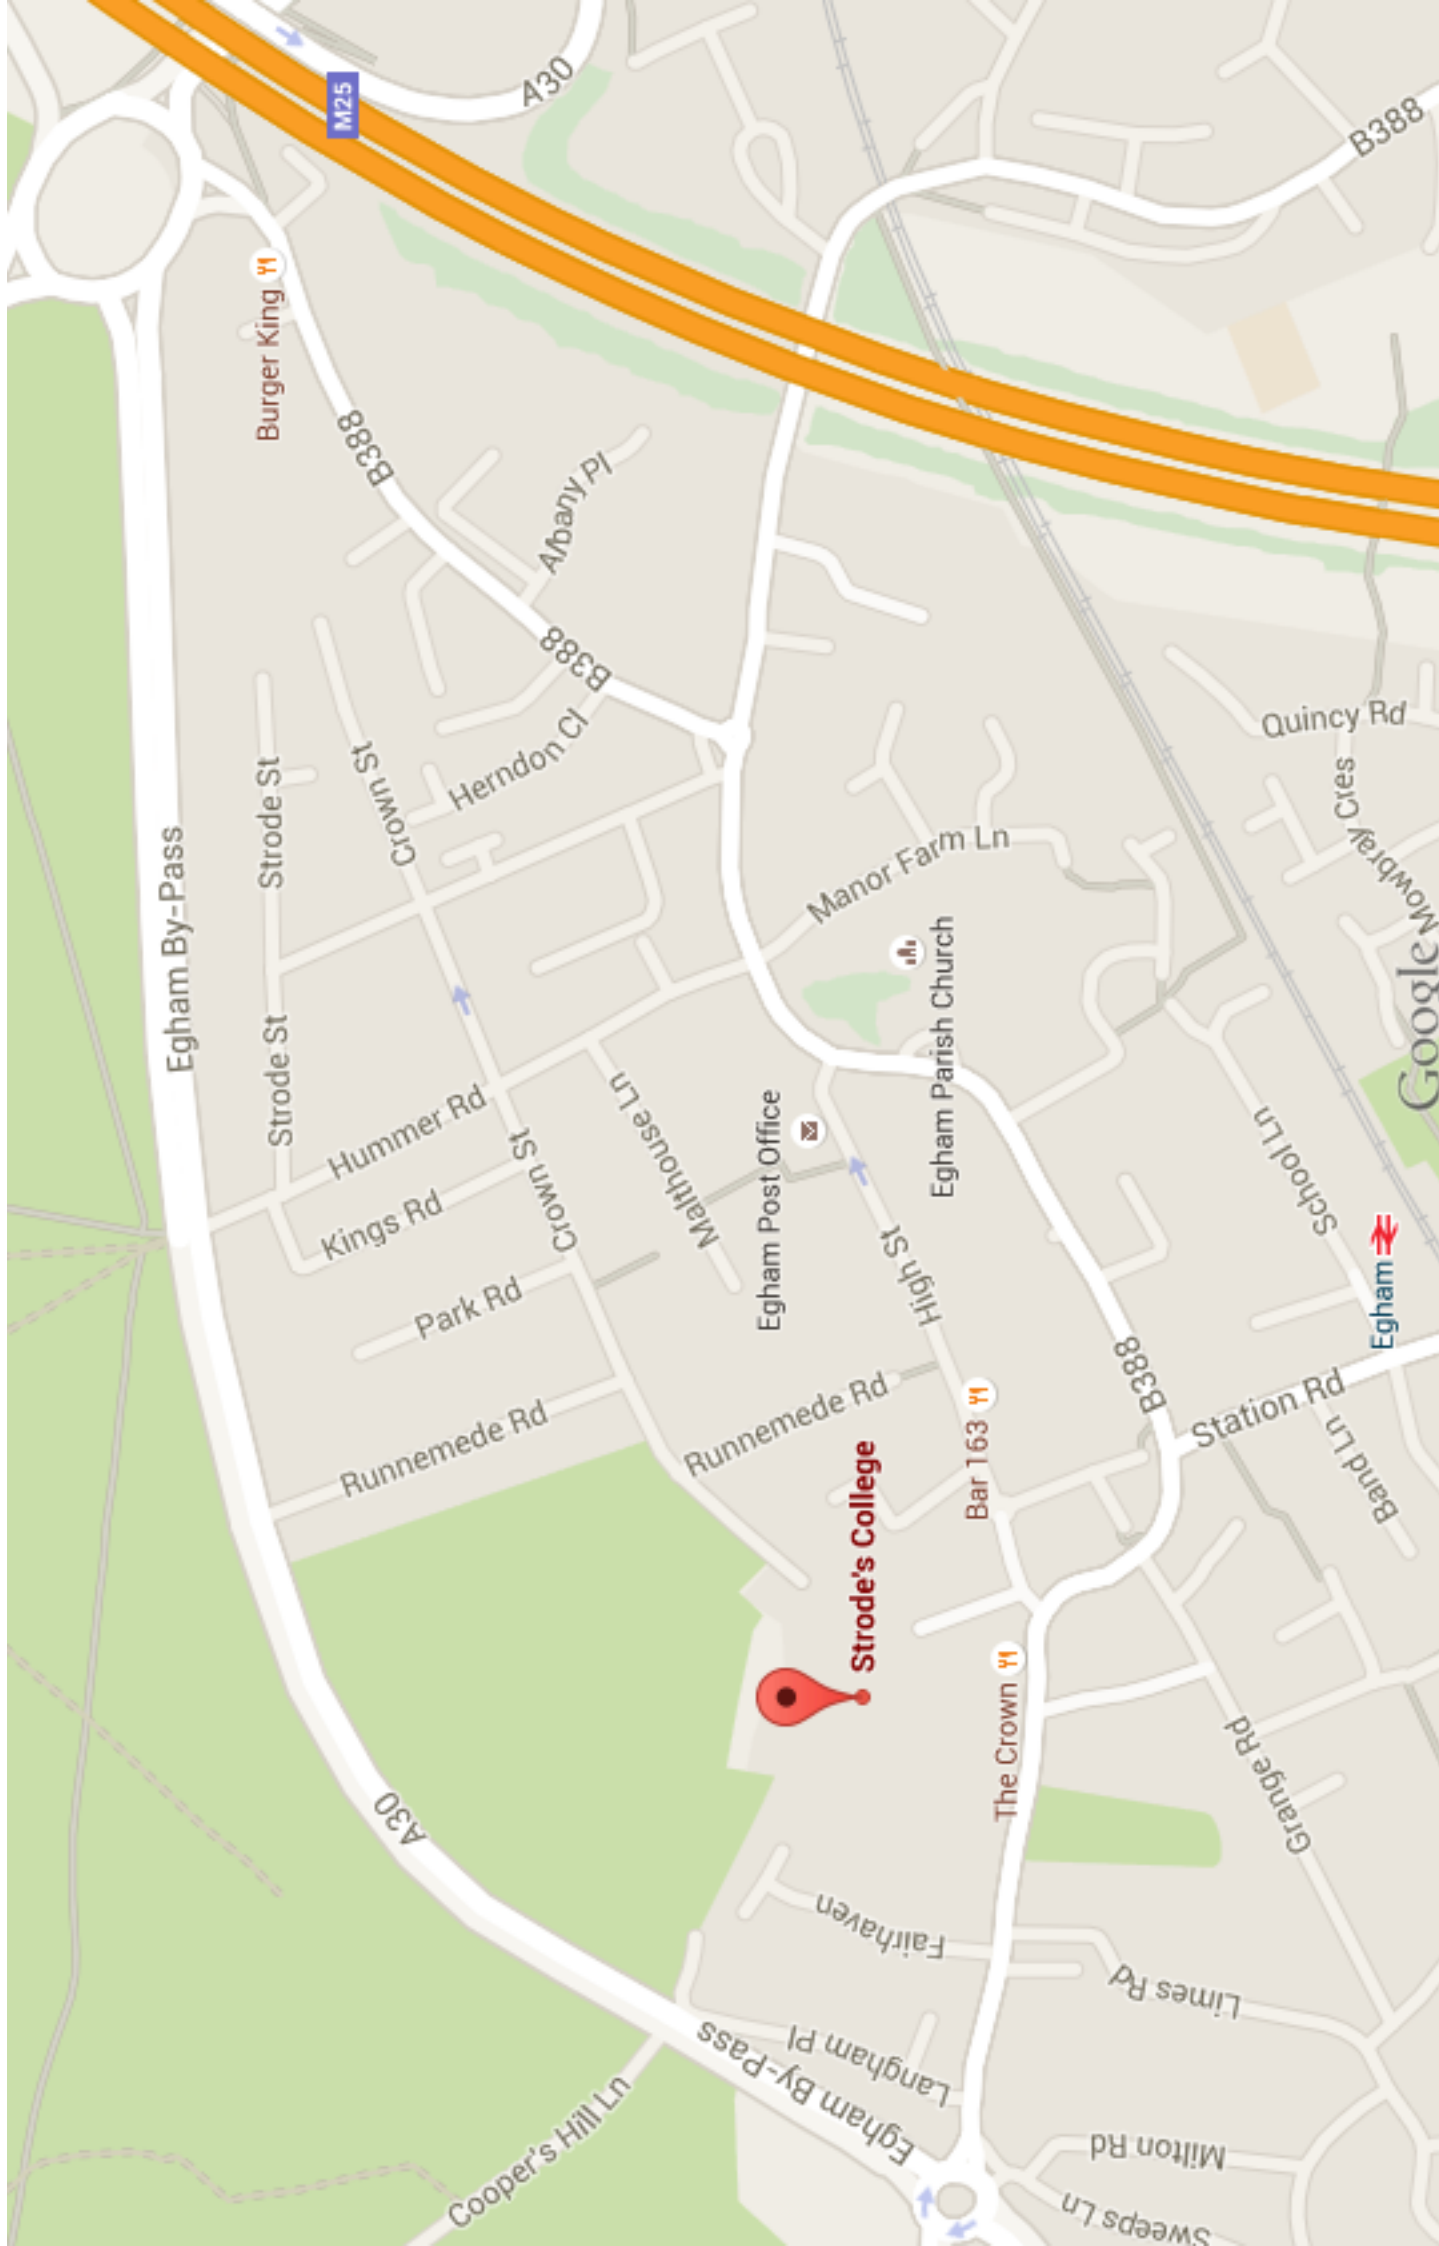 A30
M25
B388
Burger King
B388
Albany Pl
B388
Herndon Cl
Strode St
Crown St
Egham By-Pass
Strode St
Hummer Rd
Kings Rd
Crown St
Park Rd
Malthouse Ln
Runnemede Rd
Manor Farm Ln
Quincy Rd
Mowbray Cres
Egham Parish Church
Egham Post Office
High St
School Ln
Google
Egham
B388
Station Rd
Band Ln
Runnemede Rd
Bar 163
Strode's College
The Crown
Grange Rd
A30
Fairhaven
Limes Rd
Langham Pl
Egham By-Pass
Cooper's Hill Ln
Milton Rd
Sweeps Ln